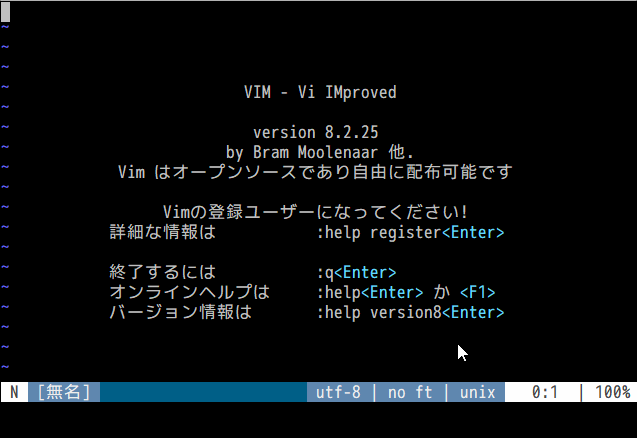 ~
~
~
~
VIM - Vi IMproved
~
~
version 8.2.25
~
by Bram Moolenaar 他.
~
Vim はオープンソースであり自由に配布可能です
~
~
Vimの登録ユーザーになってください!
~
詳細な情報は :help register<Enter>
~
~
終了するには :q<Enter>
~
オンラインヘルプは :help<Enter> か <F1>
~
バージョン情報は :help version8<Enter>
~
~
~
N [無名] utf-8 | no ft | unix 0:1 | 100%